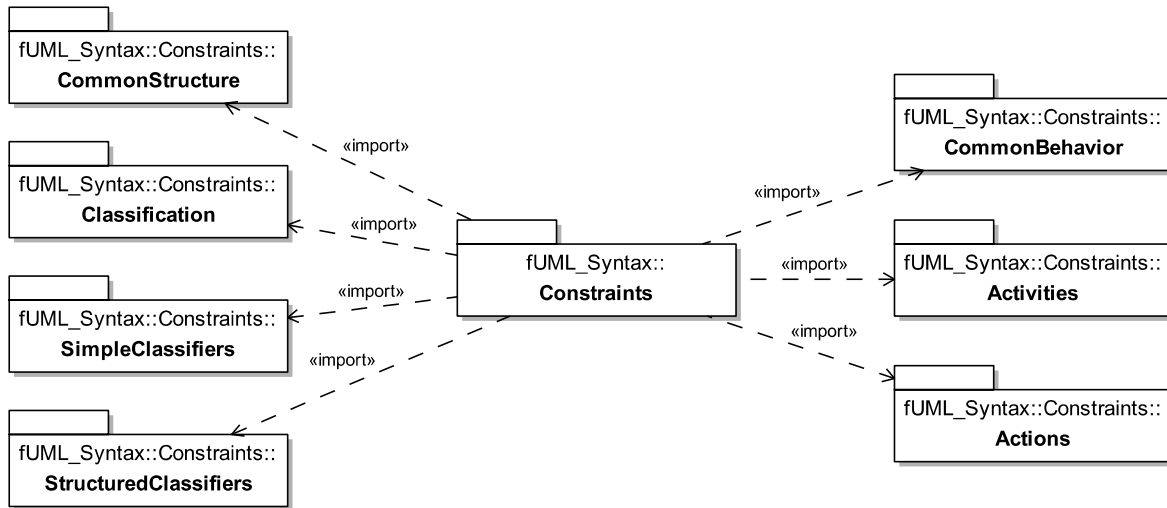 fUML_Syntax::Constraints::
CommonStructure
«import»
fUML_Syntax::Constraints::
Classification
«import»
fUML_Syntax::Constraints::
SimpleClassifiers
«import»
fUML_Syntax::Constraints::
StructuredClassifiers
«import»
fUML_Syntax::
Constraints
«import»
fUML_Syntax::Constraints::
CommonBehavior
«import»
fUML_Syntax::Constraints::
Activities
«import»
fUML_Syntax::Constraints::
Actions